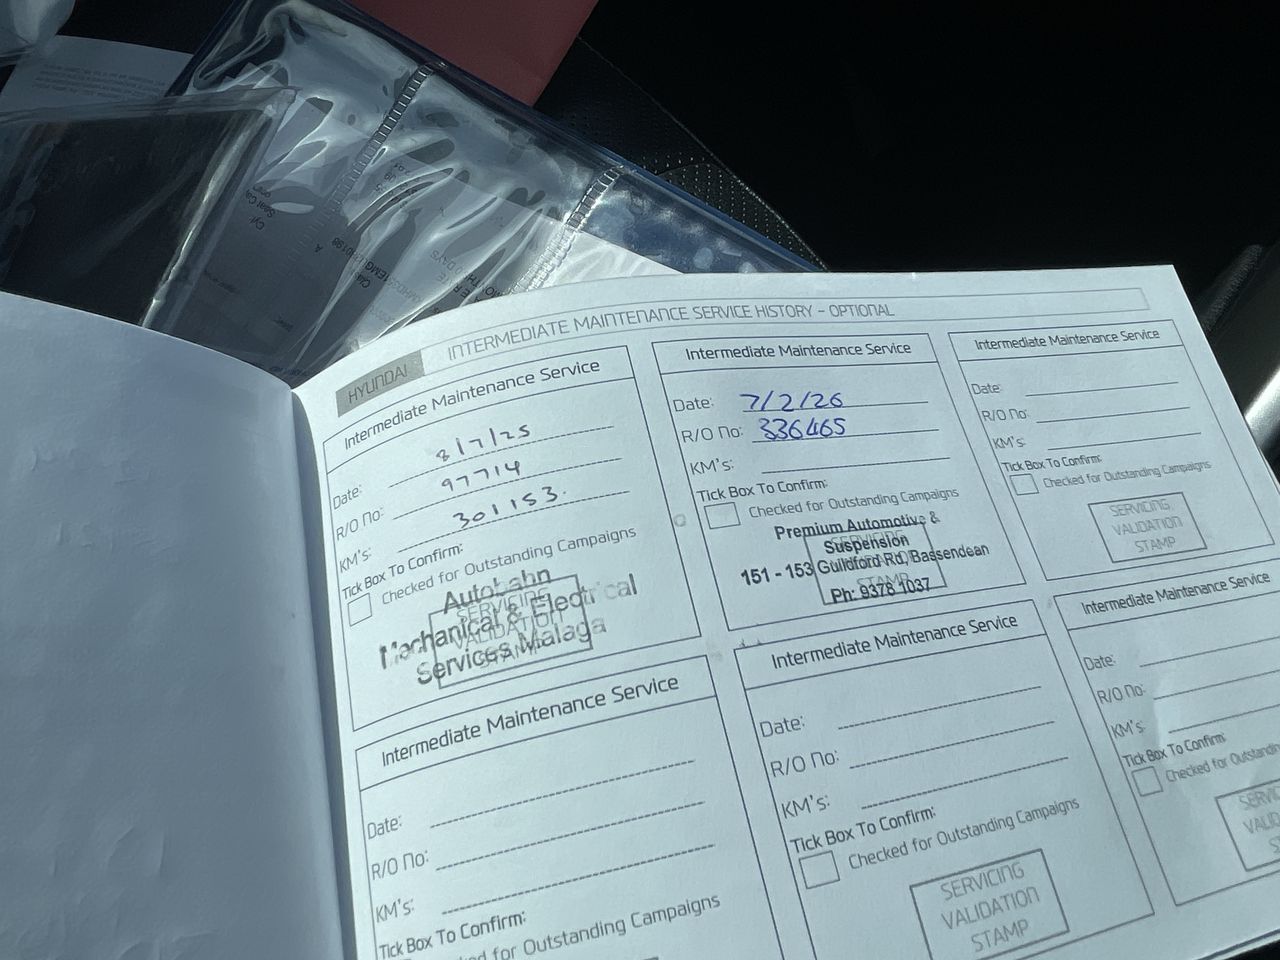 HYUNDAI
INTERMEDIATE MAINTENANCE SERVICE HISTORY – OPTIONAL
Intermediate Maintenance Service
Date: 8/7/25
R/O No: 97714
KM's: 301153.
Tick Box To Confirm:
Checked for Outstanding Campaigns
SERVICING
VALIDATION
STAMP
Autobahn
Mechanical & Electrical
Services Malaga
Intermediate Maintenance Service
Date: 7/2/26
R/O No: 336465
KM's:
Tick Box To Confirm:
Checked for Outstanding Campaigns
SERVICING
STAMP
Premium Automotive &
Suspension
151 - 153 Guildford Rd, Bassendean
Ph: 9378 1037
Intermediate Maintenance Service
Date:
R/O No:
KM's:
Tick Box To Confirm:
Checked for Outstanding Campaigns
SERVICING
VALIDATION
STAMP
Intermediate Maintenance Service
Date:
R/O No:
KM's:
Tick Box To Confirm:
for Outstanding Campaigns
Intermediate Maintenance Service
Date:
R/O No:
KM's:
Tick Box To Confirm:
Checked for Outstanding Campaigns
SERVICING
VALIDATION
STAMP
Intermediate Maintenance Service
Date:
R/O No:
KM's:
Tick Box To Confirm:
Checked for